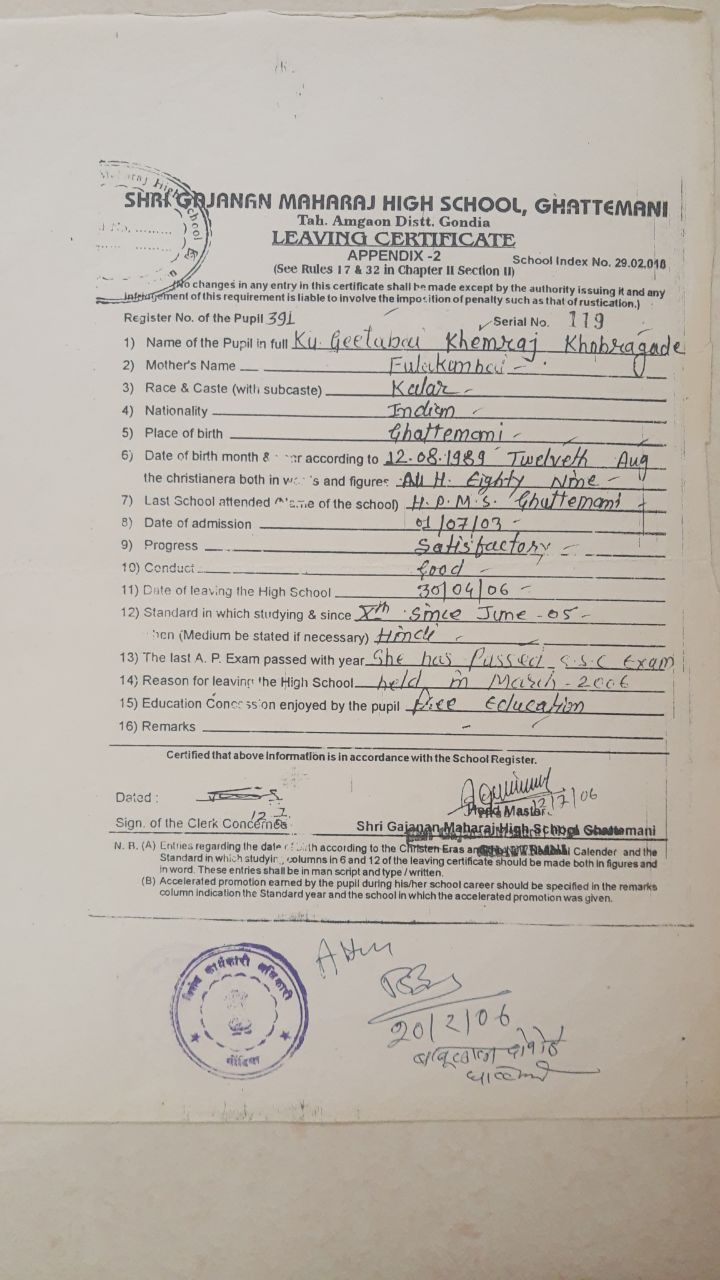 SHRI GAJANAN MAHARAJ HIGH SCHOOL, GHATTEMANI
Tah. Amgaon Distt. Gondia
LEAVING CERTIFICATE
APPENDIX -2
School Index No. 29.02.016
(See Rules 17 & 32 in Chapter II Section II)
(No changes in any entry in this certificate shall be made except by the authority issuing it and any
infringement of this requirement is liable to involve the imposition of penalty such as that of rustication.)
Register No. of the Pupil 391 Serial No. 119
1) Name of the Pupil in full Ku. Geetabai Khemraj Khobragade
2) Mother's Name Fulakanbai -
3) Race & Caste (with subcaste) Kalar -
4) Nationality Indian -
5) Place of birth Ghattemani -
6) Date of birth month & according to 12.08.1989 Twelveth Aug
the christianera both in and figures Eighty Nine -
7) Last School attended (Name of the school) H.P.M.S. Ghattemani -
8) Date of admission 01/07/03 -
9) Progress Satisfactory -
10) Conduct Good -
11) Date of leaving the High School 30/04/06 -
12) Standard in which studying & since Xth Since June - 05 -
(Medium be stated if necessary) Hindi -
13) The last A. P. Exam passed with year She has Passed S.S.C Exam
14) Reason for leaving the High School held in March - 2006
15) Education Concession enjoyed by the pupil Free Education
16) Remarks -
Certified that above Information is in accordance with the School Register.
Dated :
Head Master 12/7/06
Sign. of the Clerk Concerned
Shri Gajanan Maharaj High School Ghattemani
N. B. (A) Entries regarding the date of birth according to the Christen Eras and Calender and the
Standard in which studying, columns in 6 and 12 of the leaving certificate should be made both in figures and
in word. These entries shall be in man script and type / written.
(B) Accelerated promotion earned by the pupil during his/her school career should be specified in the remarks
column indication the Standard year and the school in which the accelerated promotion was given.
विशेष कार्यकारी अधिकारी
गोंदिया
20/2/06